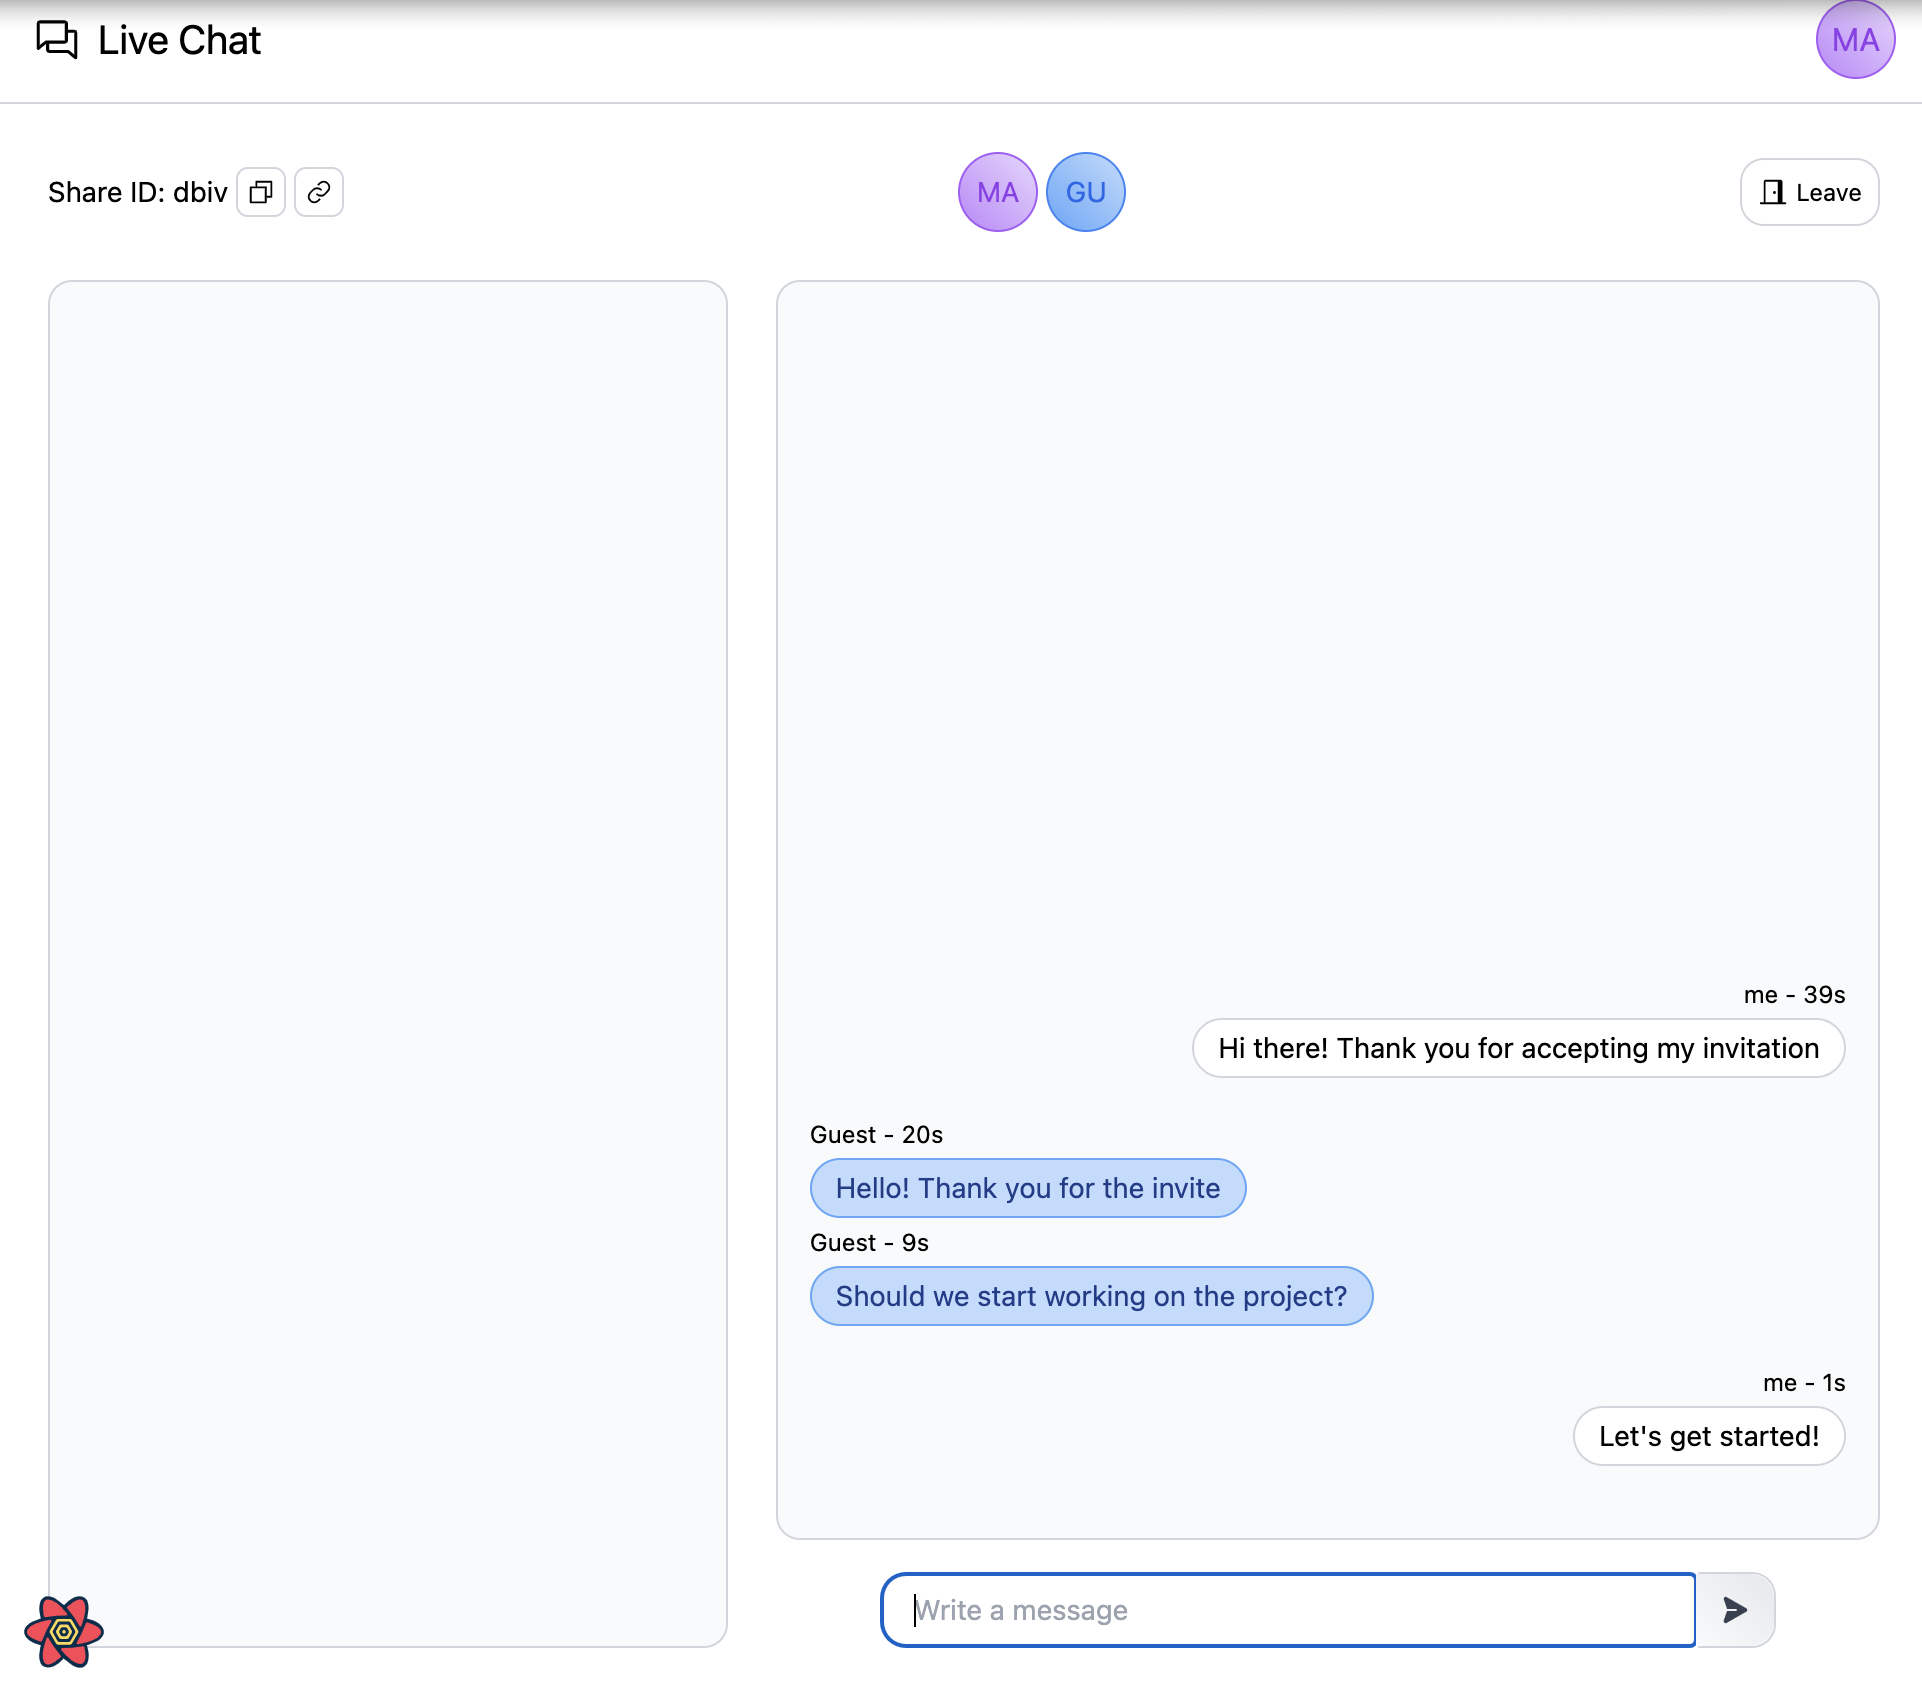 Live Chat
MA
Share ID: dbiv
MA
GU
Leave
me - 39s
Hi there! Thank you for accepting my invitation
Guest - 20s
Hello! Thank you for the invite
Guest - 9s
Should we start working on the project?
me - 1s
Let's get started!
Write a message